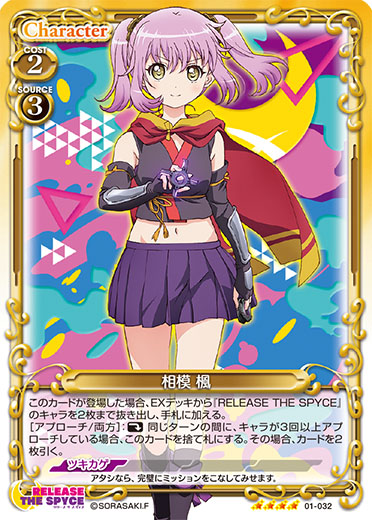 Character
COST
2
SOURCE
3
相模 楓
このカードが登場した場合、EXデッキから「RELEASE THE SPYCE」
のキャラを2枚まで抜き出し、手札に加える。
[アプローチ/両方]: 同じターンの間に、キャラが3回以上アプ
ローチしている場合、このカードを捨て札にする。その場合、カードを2
枚引く。
ツキカゲ
アタシなら、完璧にミッションをこなしてみせます。
RELEASE
THE SPYCE
©SORASAKI.F
★★★★ 01-032